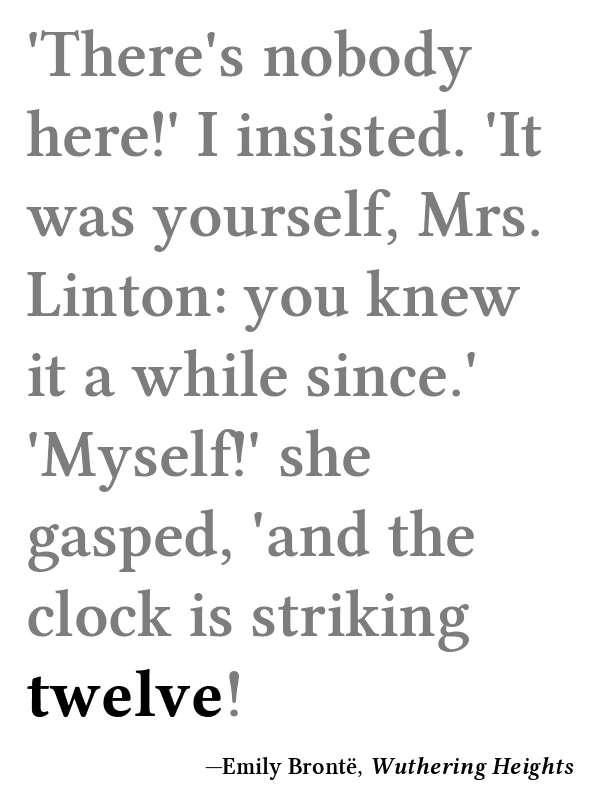 'There's nobody
here!' I insisted. 'It
was yourself, Mrs.
Linton: you knew
it a while since.'
'Myself!' she
gasped, 'and the
clock is striking
twelve!
—Emily Brontë, Wuthering Heights